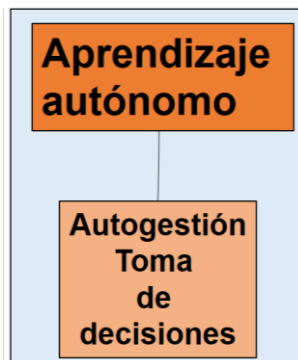 Aprendizaje
autónomo
Autogestión
Toma
de
decisiones